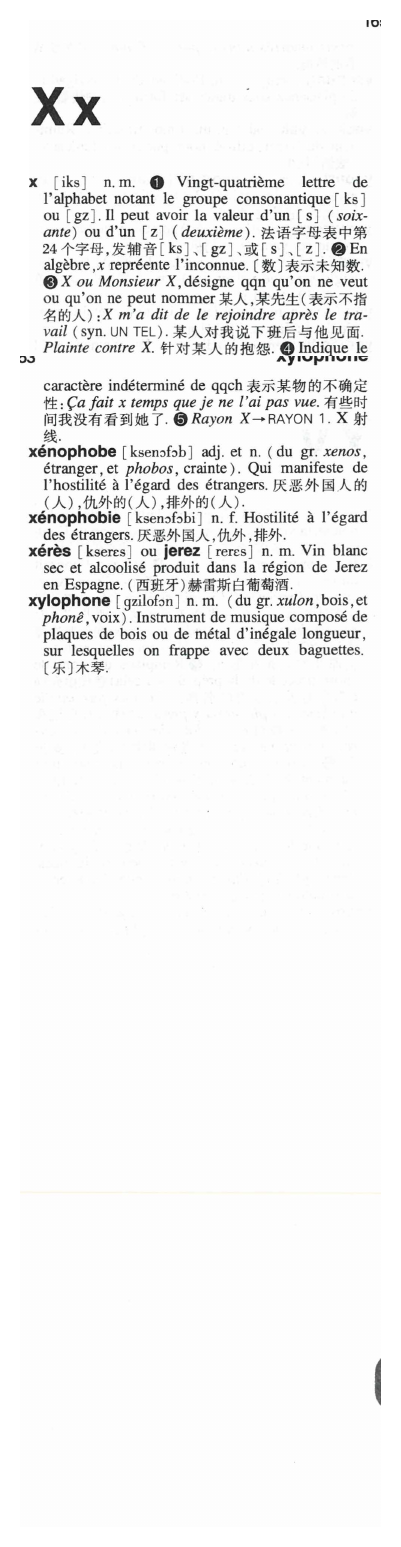 X x
x [iks] n. m. ❶ Vingt-quatrième lettre de
l'alphabet notant le groupe consonantique [ks]
ou [gz]. Il peut avoir la valeur d'un [s] (soix-
ante) ou d'un [z] (deuxième). 法语字母表中第
24 个字母,发辅音[ks]、[gz]、或[s]、[z]. ❷ En
algèbre, x repréente l'inconnue. [数]表示未知数.
❸ X ou Monsieur X, désigne qqn qu'on ne veut
ou qu'on ne peut nommer 某人,某先生(表示不指
名的人): X m'a dit de le rejoindre après le tra-
vail (syn. UN TEL). 某人对我说下班后与他见面.
Plainte contre X. 针对某人的抱怨. ❹ Indique le
xylophone
caractère indéterminé de qqch 表示某物的不确定
性: Ça fait x temps que je ne l'ai pas vue. 有些时
间我没有看到她了. ❺ Rayon X→RAYON 1. X 射
线.
xénophobe [ksenɔfɔb] adj. et n. (du gr. xenos,
étranger, et phobos, crainte). Qui manifeste de
l'hostilité à l'égard des étrangers. 厌恶外国人的
(人),仇外的(人),排外的(人).
xénophobie [ksenɔfɔbi] n. f. Hostilité à l'égard
des étrangers. 厌恶外国人,仇外,排外.
xérès [kseres] ou jerez [reres] n. m. Vin blanc
sec et alcoolisé produit dans la région de Jerez
en Espagne. (西班牙)赫雷斯白葡萄酒.
xylophone [gzilofɔn] n. m. (du gr. xulon, bois, et
phonê, voix). Instrument de musique composé de
plaques de bois ou de métal d'inégale longueur,
sur lesquelles on frappe avec deux baguettes.
[乐]木琴.